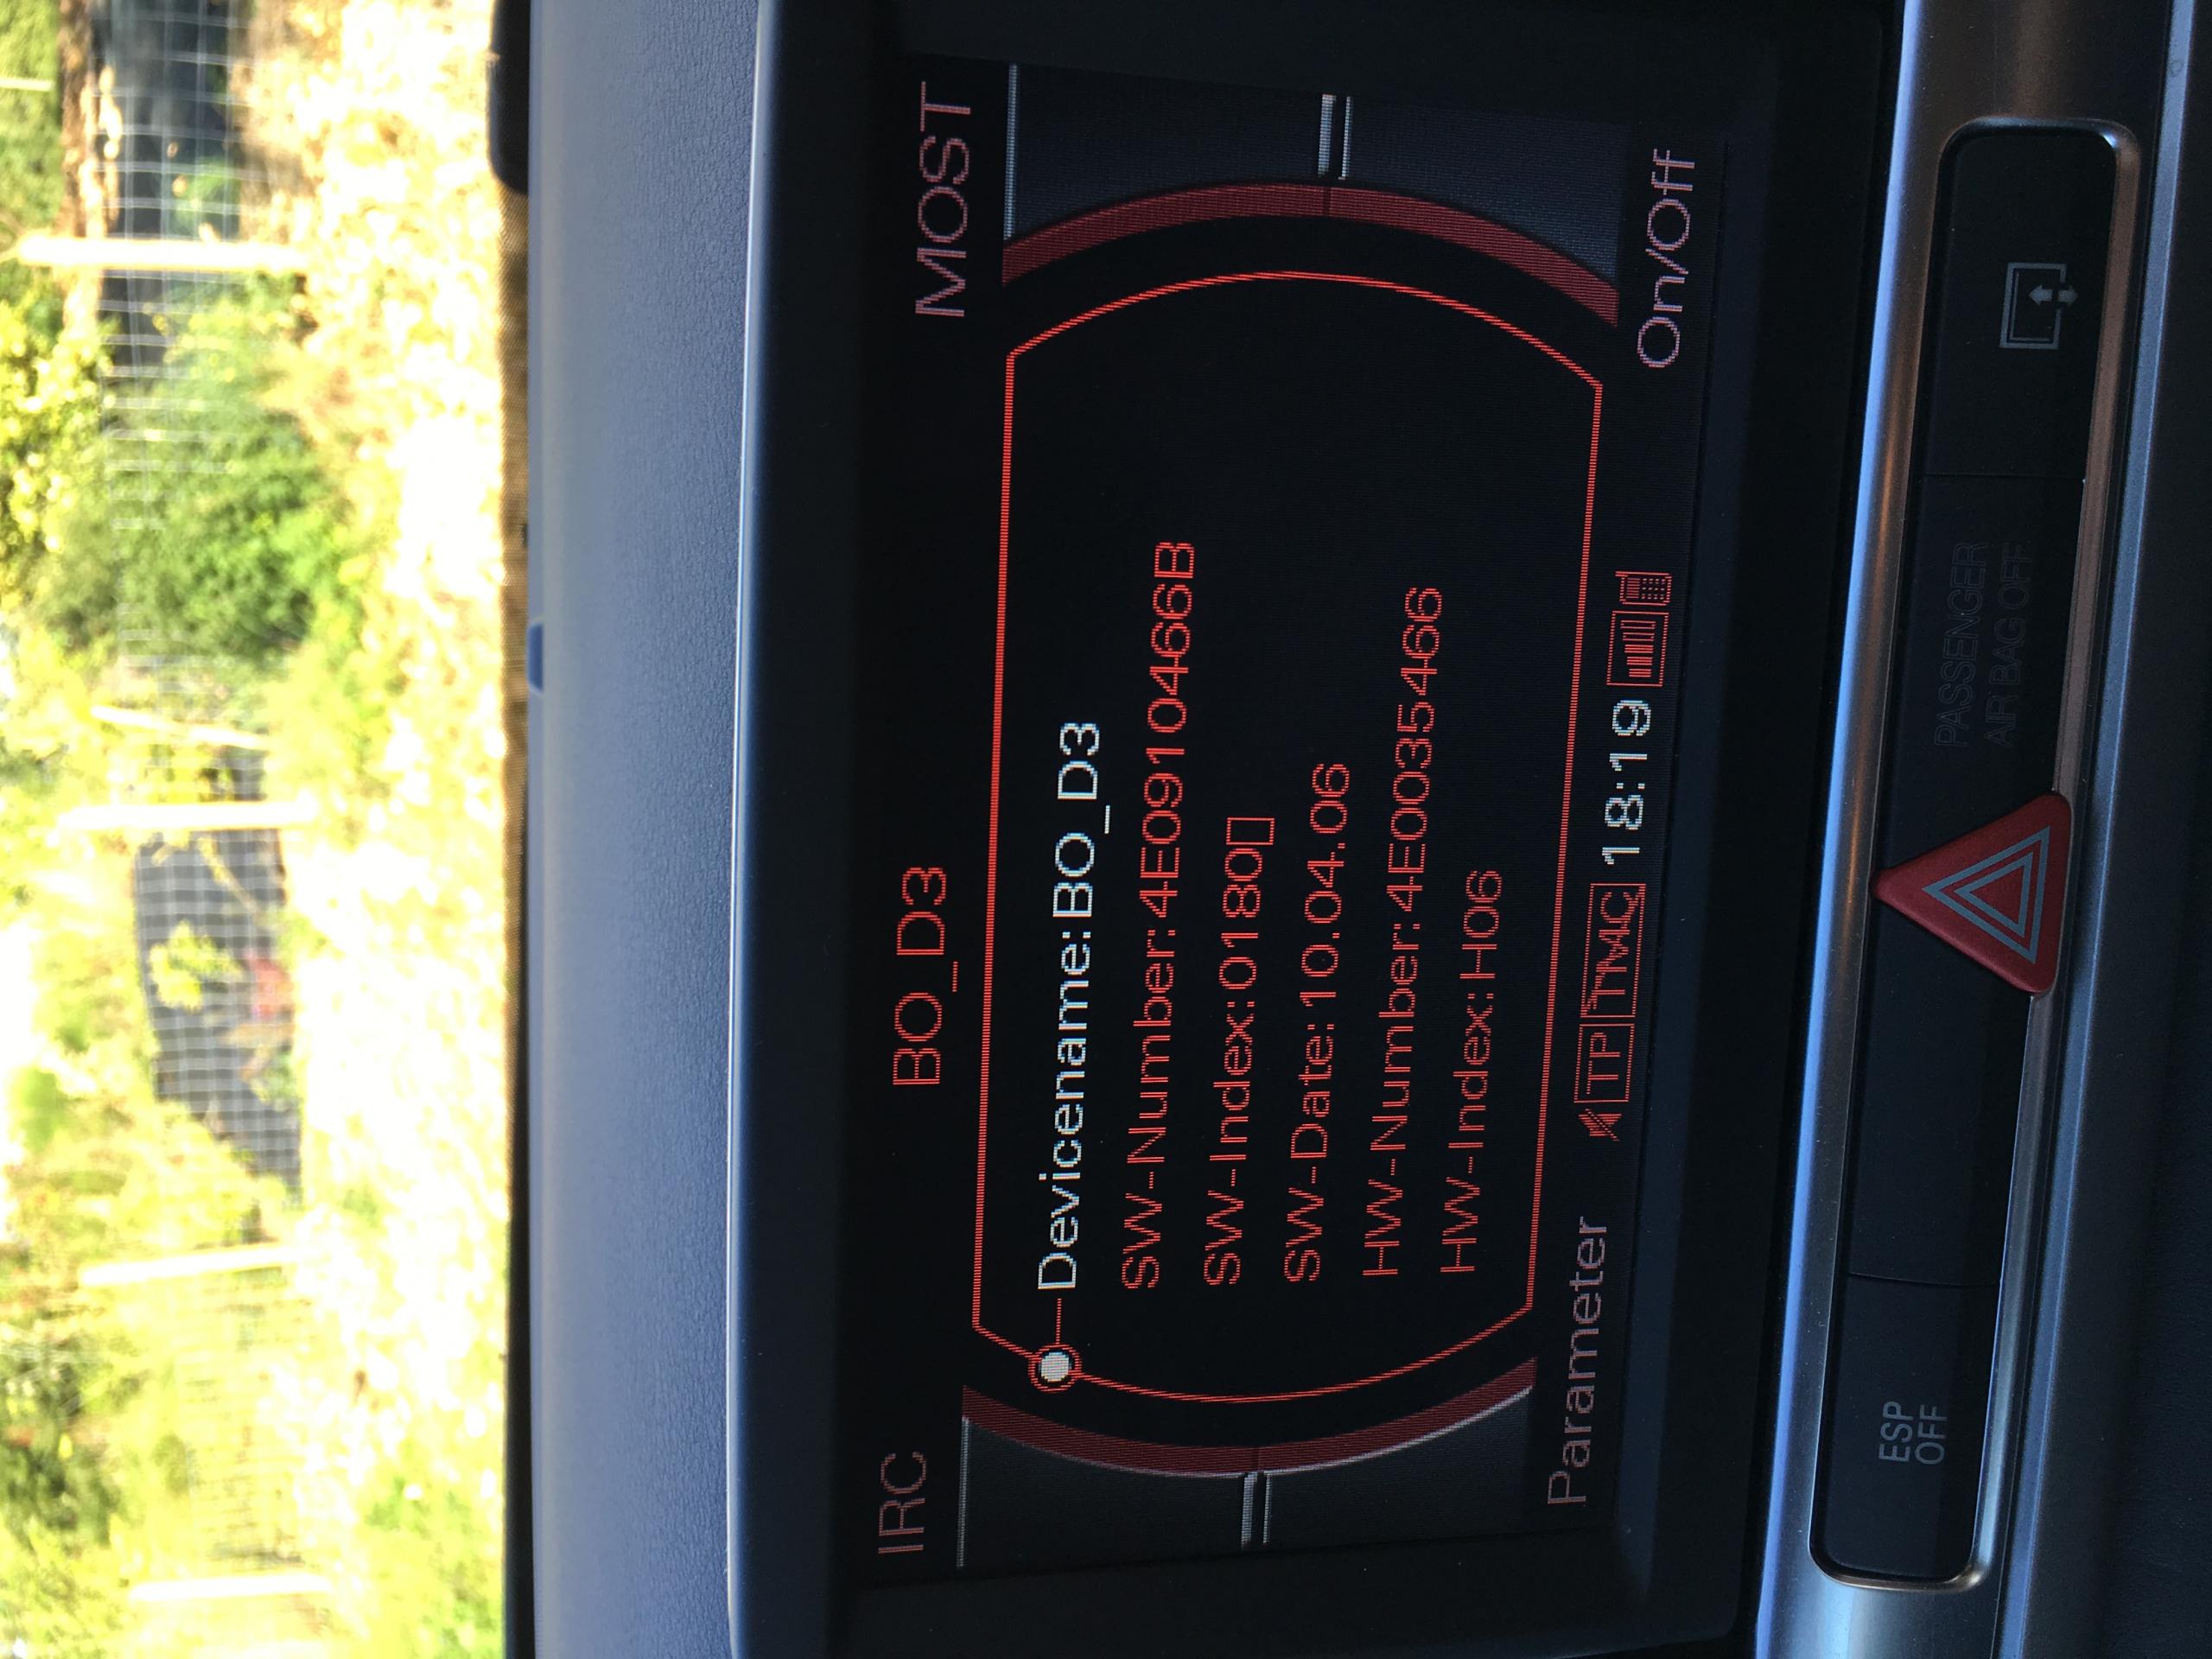 IRC
BO_D3
MOST
Devicename:BO_D3
SW-Number:4E0910466B
SW-Index:0180▯
SW-Date:10.04.06
HW-Number:4E0035466
HW-Index:H06
Parameter
TP TMC 18:19
On/Off
ESP
OFF
PASSENGER
AIR BAG OFF